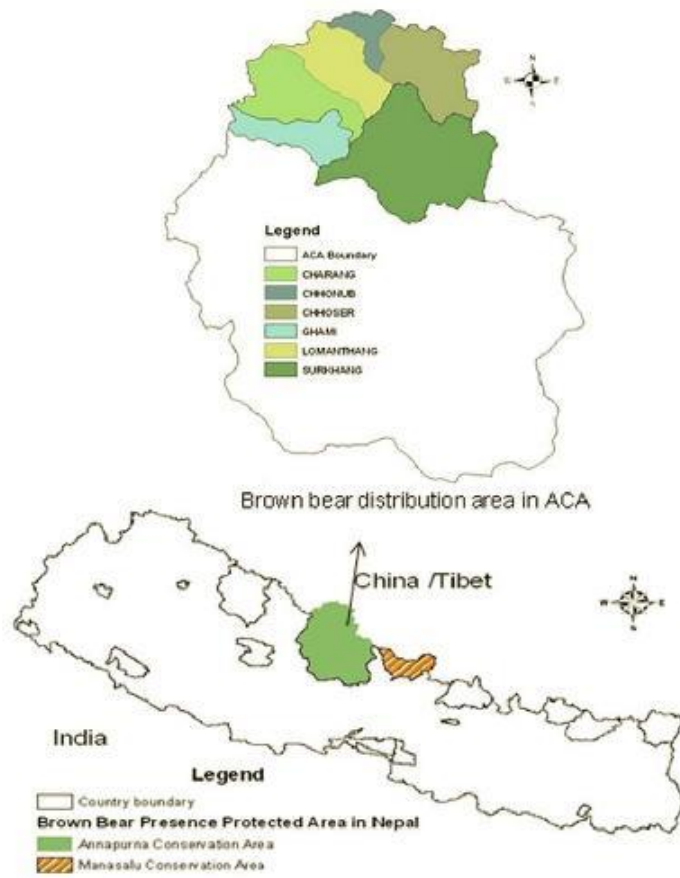 N
E
S
Legend
ACA Boundary
CHARANG
CHHONUB
CHHOSER
GHAMI
LOMANTHANG
SURKHANG
Brown bear distribution area in ACA
China /Tibet
N
W
E
S
India
Legend
Country boundary
Brown Bear Presence Protected Area in Nepal
Annapurna Conservation Area
Manasalu Conservation Area